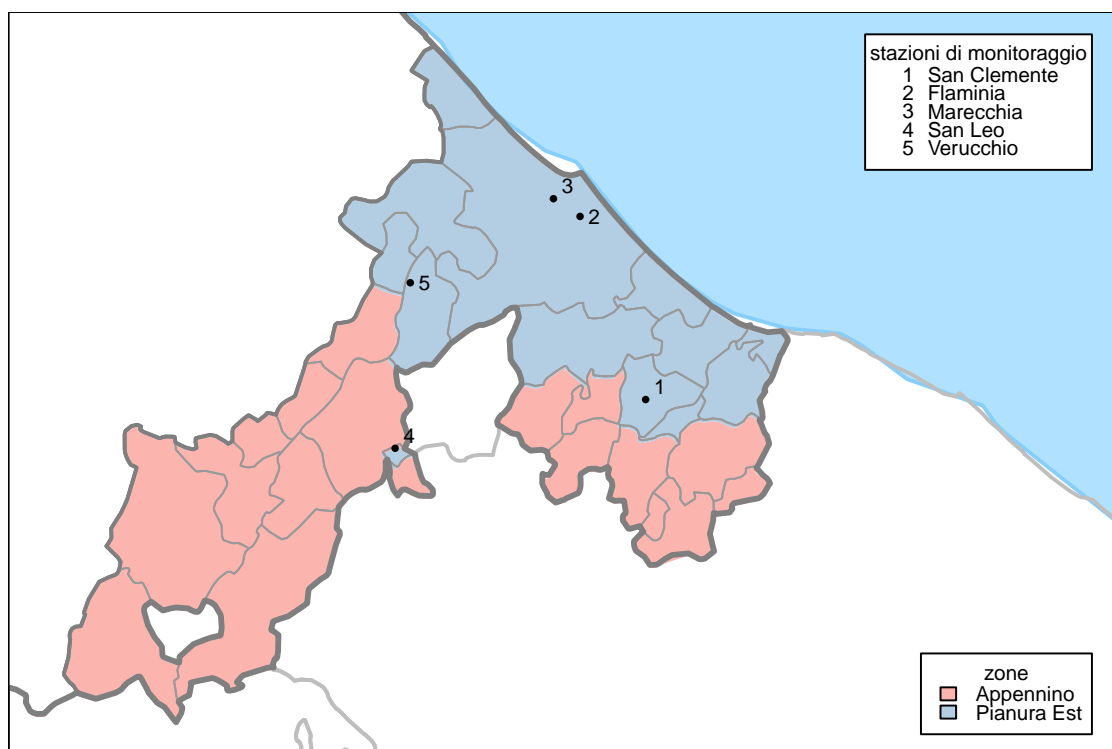 stazioni di monitoraggio
1 San Clemente
2 Flaminia
3 Marecchia
4 San Leo
5 Verucchio
3
2
5
1
4
zone
Appennino
Pianura Est